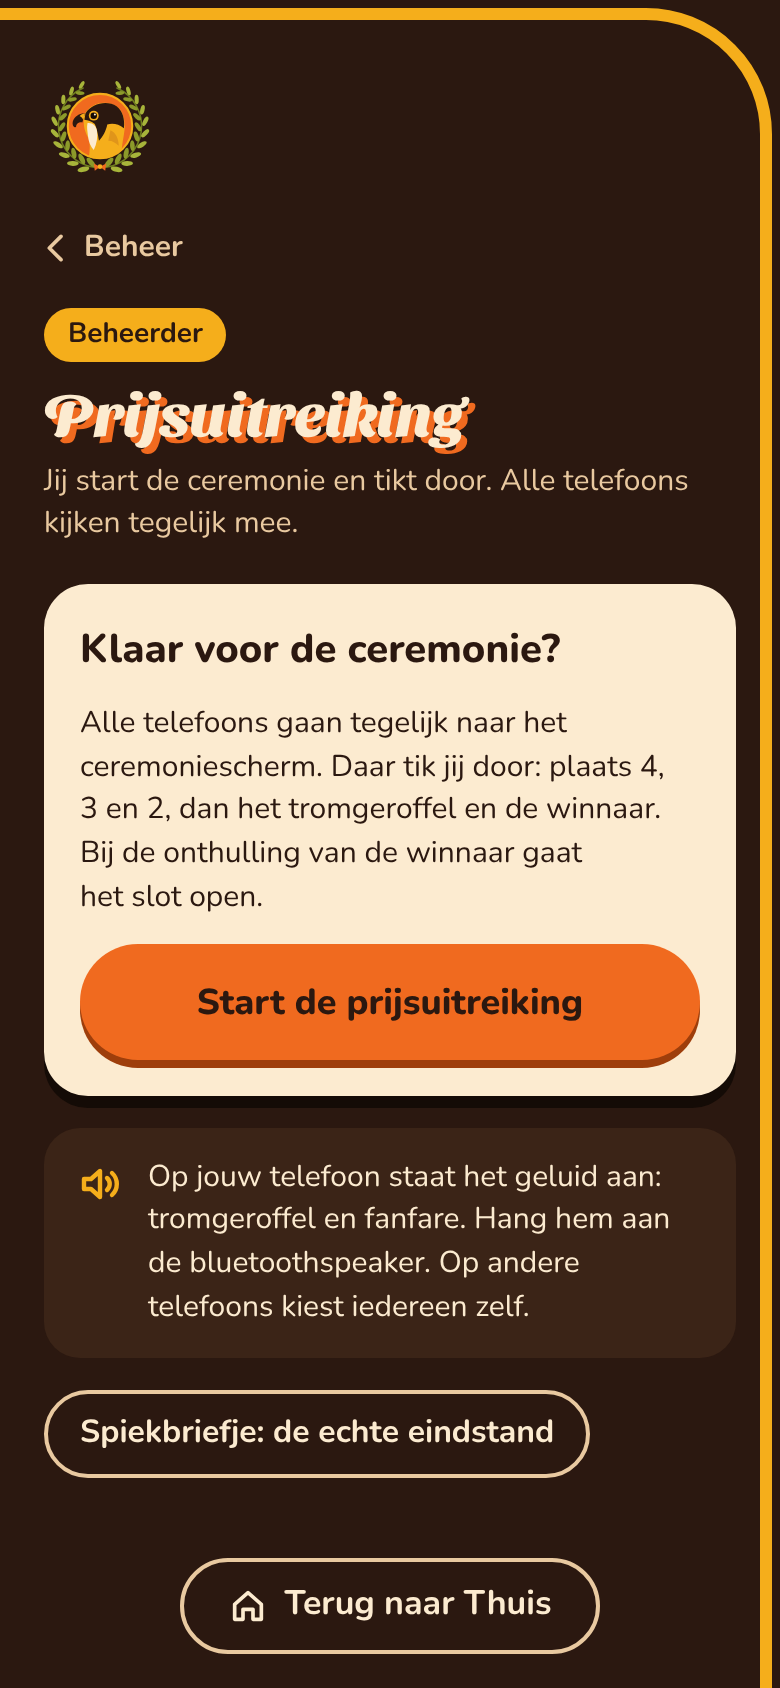 Beheer
Beheerder
Prijsuitreiking
Jij start de ceremonie en tikt door. Alle telefoons
kijken tegelijk mee.
Klaar voor de ceremonie?
Alle telefoons gaan tegelijk naar het
ceremoniescherm. Daar tik jij door: plaats 4,
3 en 2, dan het tromgeroffel en de winnaar.
Bij de onthulling van de winnaar gaat
het slot open.
Start de prijsuitreiking
Op jouw telefoon staat het geluid aan:
tromgeroffel en fanfare. Hang hem aan
de bluetoothspeaker. Op andere
telefoons kiest iedereen zelf.
Spiekbriefje: de echte eindstand
Terug naar Thuis